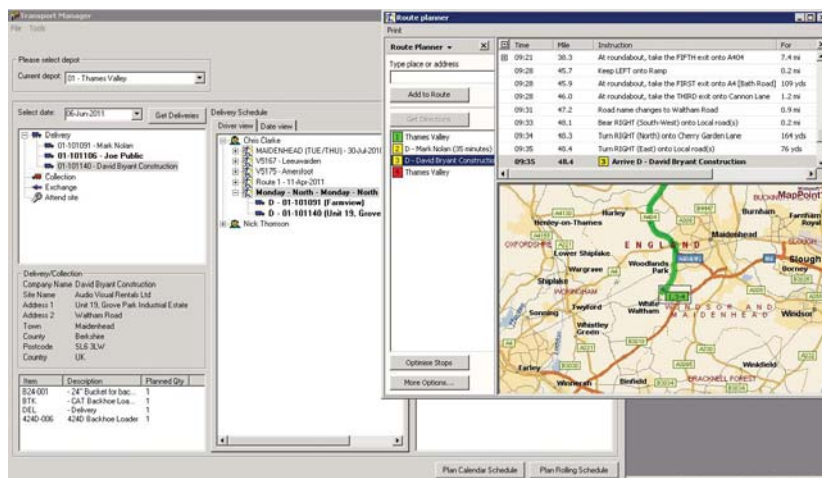 Transport Manager
File Tools
Please select depot
Current depot: 01 - Thames Valley
Select date: 06-Jun-2011 Get Deliveries
Delivery
01-101091 - Mark Nolan
01-101106 - Joe Public
01-101140 - David Bryant Construction
Collection
Exchange
Attend site
Delivery Schedule
Driver view Date view
Chris Clarke
MAIDENHEAD (TUE/THU) - 30-Jul-201
V5167 - Leeuwarden
V5175 - Amersfoort
Route 1 - 11-Apr-2011
Monday - North - Monday - North
D - 01-101091 (Farmview)
D - 01-101140 (Unit 19, Grove
Nick Thomson
Delivery/Collection
Company Name David Bryant Construction
Site Name Audio Visual Rentals Ltd
Address 1 Unit 19, Grove Park Industrial Estate
Address 2 Waltham Road
Town Maidenhead
County Berkshire
Postcode SL6 3LW
Country UK.
Item Description Planned Qty
B24-001 - 24" Bucket for bac... 1
BTK - CAT Backhoe Loa... 1
DEL - Delivery 1
424D-006 424D Backhoe Loader 1
Plan Calendar Schedule Plan Rolling Schedule
Route planner
Print
Route Planner
Type place or address
Add to Route
Get Directions
1 Thames Valley
2 D - Mark Nolan (35 minutes)
3 D - David Bryant Constructio
Thames Valley
Optimise Stops
More Options...
Time Mile Instruction For
09:21 38.3 At roundabout, take the FIFTH exit onto A404 7.4 mi
09:28 45.7 Keep LEFT onto Ramp 0.2 mi
09:28 45.9 At roundabout, take the FIRST exit onto A4 [Bath Road] 109 yds
09:28 46.0 At roundabout, take the THIRD exit onto Cannon Lane 1.2 mi
09:31 47.2 Road name changes to Waltham Road 0.9 mi
09:33 48.1 Bear RIGHT (South-West) onto Local road(s) 0.2 mi
09:34 48.3 Turn RIGHT (North) onto Cherry Garden Lane 164 yds
09:35 48.4 Turn RIGHT (East) onto Local road(s) 76 yds
09:35 48.4 3 Arrive D - David Bryant Construction
MapPoint
Hurley
Henley-on-Thames
Burnham
Farnham Royal
Maidenhead
OXFORDSHIRE
ENGLAND
SLOUGH
Slough
Lower Shiplake
Woodlands Park
Wargrave
Shiplake
WOKINGHAM
Sonning
Twyford
White Waltham
WINDSOR AND MAIDENHEAD
Windsor
Whistley Green
Earley
Winnersh
Binfield
BRACKNELL FOREST
Winkfield